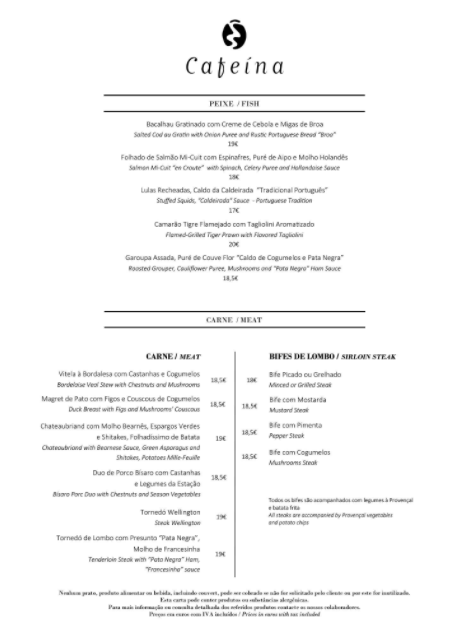 Cafeína
PEIXE / FISH
Bacalhau Gratinado com Creme de Cebola e Migas de Broa
Salted Cod au Gratin with Onion Puree and Rustic Portuguese Bread "Broa"
19€
Folhado de Salmão Mi-Cuit com Espinafres, Puré de Aipo e Molho Holandês
Salmon Mi-Cuit "en Croute" with Spinach, Celery Puree and Hollandaise Sauce
18€
Lulas Recheadas, Caldo da Caldeirada "Tradicional Português"
Stuffed Squids, "Caldeirada" Sauce - Portuguese Tradition
17€
Camarão Tigre Flamejado com Tagliolini Aromatizado
Flamed-Grilled Tiger Prawn with Flavored Tagliolini
20€
Garoupa Assada, Puré de Couve Flor "Caldo de Cogumelos e Pata Negra"
Roasted Grouper, Cauliflower Puree, Mushrooms and "Pata Negra" Ham Sauce
18,5€
CARNE / MEAT
CARNE / MEAT
Vitela à Bordalesa com Castanhas e Cogumelos
Bordelaise Veal Stew with Chestnuts and Mushrooms
18,5€
Magret de Pato com Figos e Couscous de Cogumelos
Duck Breast with Figs and Mushrooms' Couscous
18,5€
Chateaubriand com Molho Bearnês, Espargos Verdes
e Shitakes, Folhadíssimo de Batata
Chateaubriand with Bearnese Sauce, Green Asparagus and
Shitakes, Potatoes Mille-Feuille
19€
Duo de Porco Bísaro com Castanhas
e Legumes da Estação
Bísaro Porc Duo with Chestnuts and Season Vegetables
18,5€
Tornedó Wellington
Steak Wellington
19€
Tornedó de Lombo com Presunto "Pata Negra",
Molho de Francesinha
Tenderloin Steak with "Pata Negra" Ham,
"Francesinha" sauce
19€
BIFES DE LOMBO / SIRLOIN STEAK
18€
Bife Picado ou Grelhado
Minced or Grilled Steak
18,5€
Bife com Mostarda
Mustard Steak
18,5€
Bife com Pimenta
Pepper Steak
18,5€
Bife com Cogumelos
Mushrooms Steak
Todos os bifes são acompanhados com legumes à Provençal
e batata frita
All steaks are accompanied by Provençal vegetables
and potato chips
Nenhum prato, produto alimentar ou bebida, incluindo couvert, pode ser cobrado se não for solicitado pelo cliente ou por este for inutilizado.
Esta carta pode conter produtos ou substâncias alergénicas.
Para mais informação ou consulta detalhada dos referidos produtos contacte os nossos colaboradores.
Preços em euros com IVA incluídos / Prices in euros with tax included